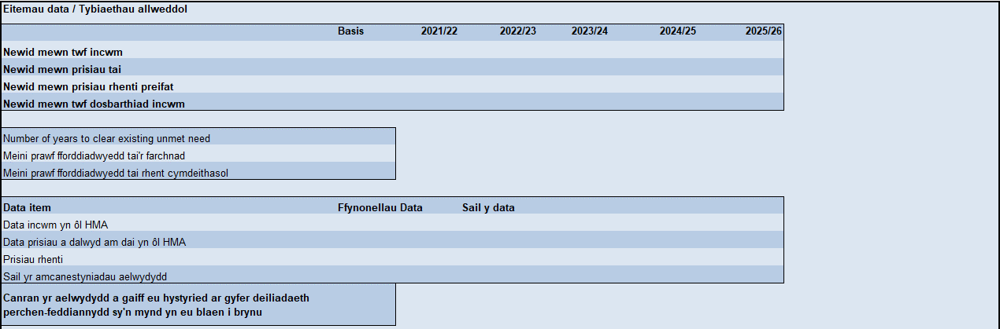 Eitemau data / Tybiaethau allweddol
Basis 2021/22 2022/23 2023/24 2024/25 2025/26
Newid mewn twf incwm
Newid mewn prisiau tai
Newid mewn prisiau rhenti preifat
Newid mewn twf dosbarthiad incwm
Number of years to clear existing unmet need
Meini prawf fforddiadwyedd tai'r farchnad
Meini prawf fforddiadwyedd tai rhent cymdeithasol
Data item Ffynonellau Data Sail y data
Data incwm yn ôl HMA
Data prisiau a dalwyd am dai yn ôl HMA
Prisiau rhenti
Sail yr amcanestyniadau aelwydydd
Canran yr aelwydydd a gaiff eu hystyried ar gyfer deiliadaeth
perchen-feddiannydd sy'n mynd yn eu blaen i brynu